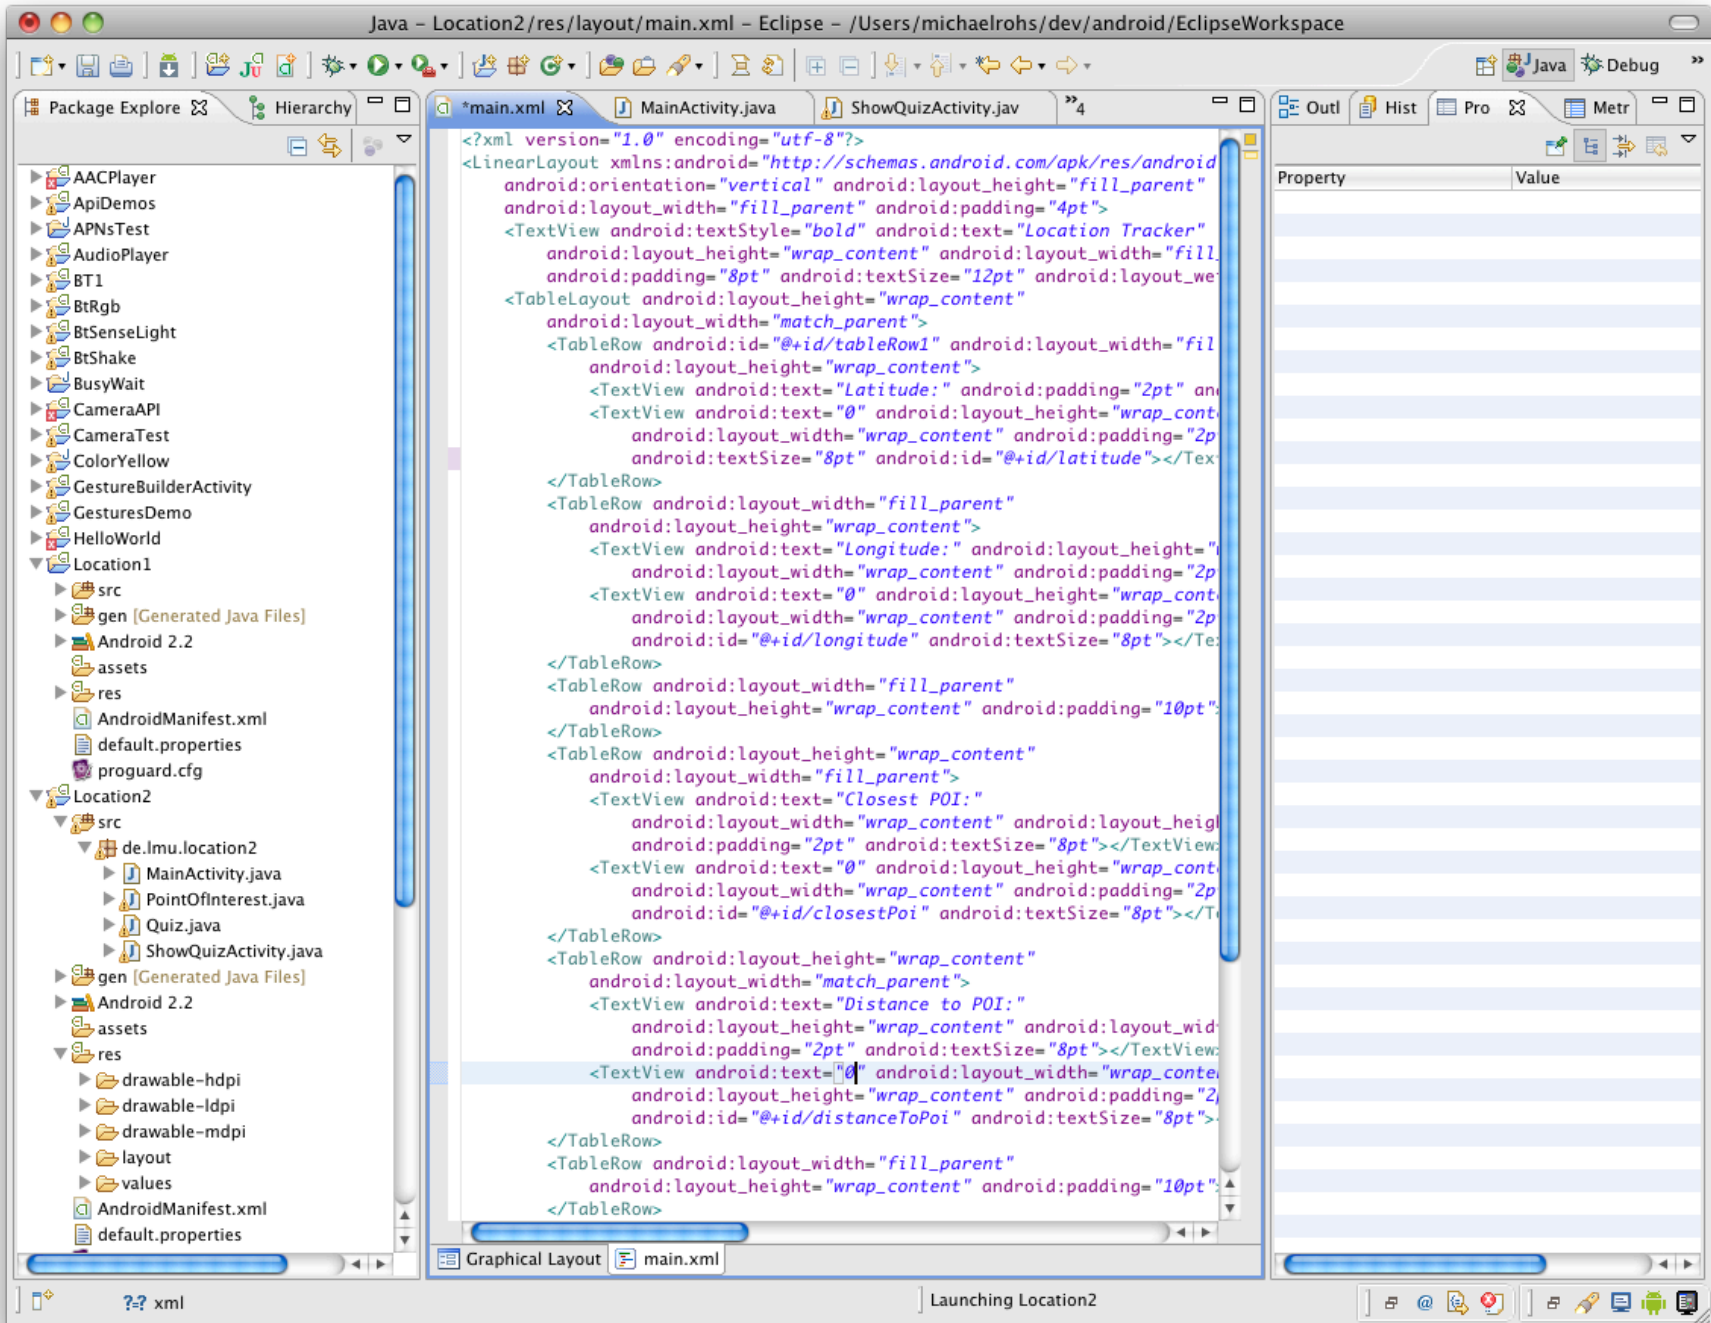 Java – Location2/res/layout/main.xml – Eclipse – /Users/michaelrohs/dev/android/EclipseWorkspace
Java
Debug
»
Package Explore
Hierarchy
*main.xml
MainActivity.java
ShowQuizActivity.jav
»4
Outl
Hist
Pro
Metr
AACPlayer
ApiDemos
APNsTest
AudioPlayer
BT1
BtRgb
BtSenseLight
BtShake
BusyWait
CameraAPI
CameraTest
ColorYellow
GestureBuilderActivity
GesturesDemo
HelloWorld
Location1
src
gen [Generated Java Files]
Android 2.2
assets
res
AndroidManifest.xml
default.properties
proguard.cfg
Location2
src
de.lmu.location2
MainActivity.java
PointOfInterest.java
Quiz.java
ShowQuizActivity.java
gen [Generated Java Files]
Android 2.2
assets
res
drawable-hdpi
drawable-ldpi
drawable-mdpi
layout
values
AndroidManifest.xml
default.properties
<?xml version="1.0" encoding="utf-8"?>
<LinearLayout xmlns:android="http://schemas.android.com/apk/res/android
android:orientation="vertical" android:layout_height="fill_parent"
android:layout_width="fill_parent" android:padding="4pt">
<TextView android:textStyle="bold" android:text="Location Tracker"
android:layout_height="wrap_content" android:layout_width="fill_
android:padding="8pt" android:textSize="12pt" android:layout_we
<TableLayout android:layout_height="wrap_content"
android:layout_width="match_parent">
<TableRow android:id="@+id/tableRow1" android:layout_width="fil
android:layout_height="wrap_content">
<TextView android:text="Latitude:" android:padding="2pt" an
<TextView android:text="0" android:layout_height="wrap_cont
android:layout_width="wrap_content" android:padding="2p
android:textSize="8pt" android:id="@+id/latitude"></Tex
</TableRow>
<TableRow android:layout_width="fill_parent"
android:layout_height="wrap_content">
<TextView android:text="Longitude:" android:layout_height="
android:layout_width="wrap_content" android:padding="2p
<TextView android:text="0" android:layout_height="wrap_cont
android:layout_width="wrap_content" android:padding="2p
android:id="@+id/longitude" android:textSize="8pt"></Te
</TableRow>
<TableRow android:layout_width="fill_parent"
android:layout_height="wrap_content" android:padding="10pt"
</TableRow>
<TableRow android:layout_height="wrap_content"
android:layout_width="fill_parent">
<TextView android:text="Closest POI:"
android:layout_width="wrap_content" android:layout_heig
android:padding="2pt" android:textSize="8pt"></TextView
<TextView android:text="0" android:layout_height="wrap_cont
android:layout_width="wrap_content" android:padding="2p
android:id="@+id/closestPoi" android:textSize="8pt"></T
</TableRow>
<TableRow android:layout_height="wrap_content"
android:layout_width="match_parent">
<TextView android:text="Distance to POI:"
android:layout_height="wrap_content" android:layout_wid
android:padding="2pt" android:textSize="8pt"></TextView
<TextView android:text="0" android:layout_width="wrap_conte
android:layout_height="wrap_content" android:padding="2
android:id="@+id/distanceToPoi" android:textSize="8pt">
</TableRow>
<TableRow android:layout_width="fill_parent"
android:layout_height="wrap_content" android:padding="10pt"
</TableRow>
Graphical Layout
main.xml
Property
Value
?=? xml
Launching Location2